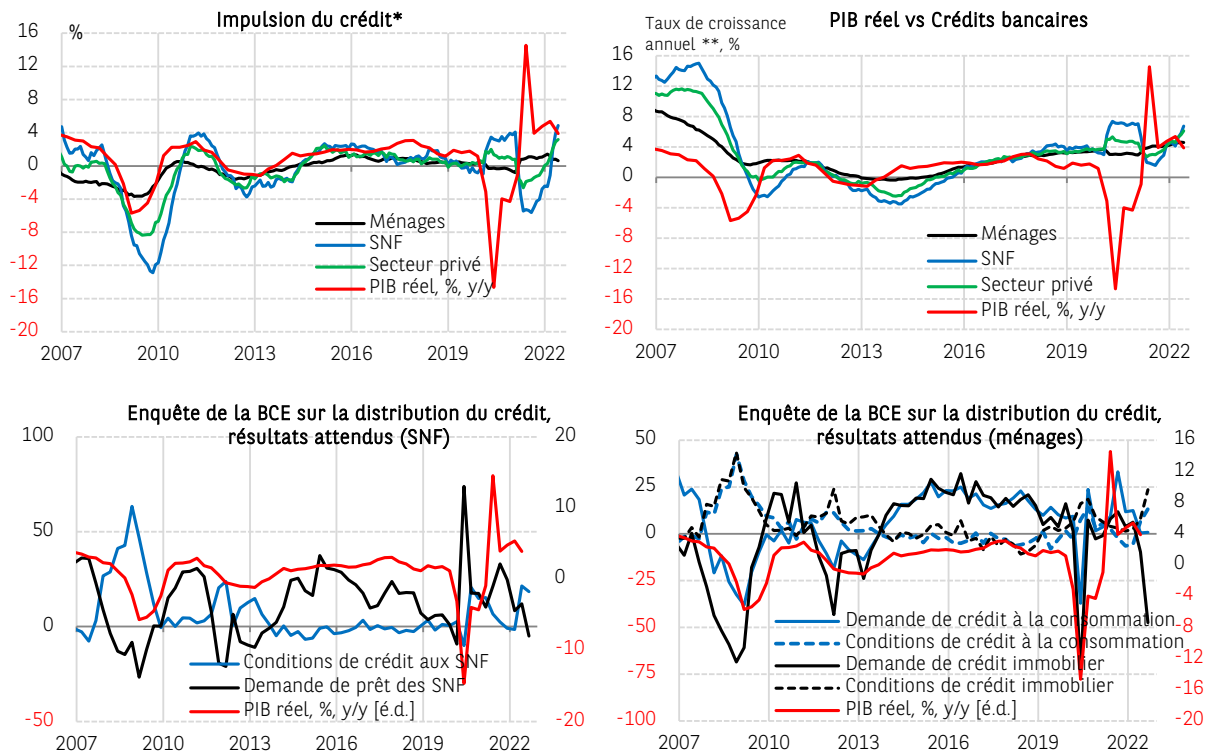 Impulsion du crédit*
%
16
12
8
4
0
-4
-8
-12
-16
-20
2007 2010 2013 2016 2019 2022
Ménages
SNF
Secteur privé
PIB réel, %, y/y
PIB réel vs Crédits bancaires
Taux de croissance
annuel **, %
16
12
8
4
0
-4
-8
-12
-16
-20
2007 2010 2013 2016 2019 2022
Ménages
SNF
Secteur privé
PIB réel, %, y/y
Enquête de la BCE sur la distribution du crédit,
résultats attendus (SNF)
100
50
0
-50
20
10
0
-10
-20
2007 2010 2013 2016 2019 2022
Conditions de crédit aux SNF
Demande de prêt des SNF
PIB réel, %, y/y [é.d.]
Enquête de la BCE sur la distribution du crédit,
résultats attendus (ménages)
50
25
0
-25
-50
-75
-100
16
12
8
4
0
-4
-8
-12
-16
-20
2007 2010 2013 2016 2019 2022
Demande de crédit à la consommation
Conditions de crédit à la consommation
Demande de crédit immobilier
Conditions de crédit immobilier
PIB réel, %, y/y [é.d.]